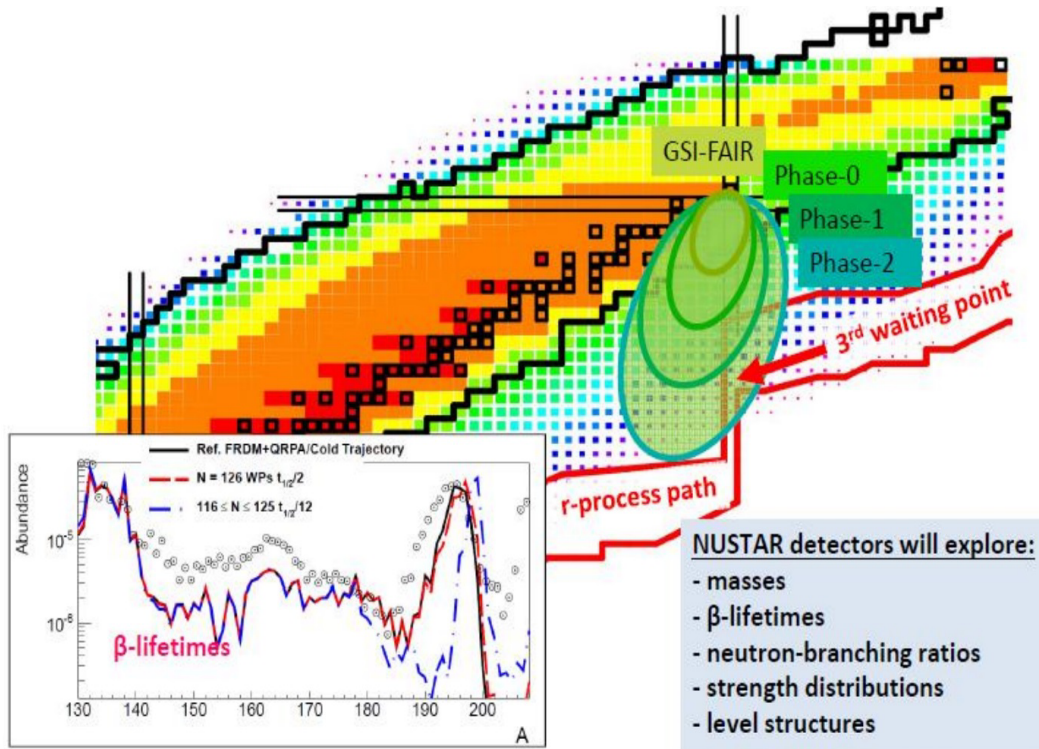 GSI-FAIR
Phase-0
Phase-1
Phase-2
3rd waiting point
r-process path
Ref. FRDM+QRPA/Cold Trajectory
N = 126 WPs t1/2/2
116 ≤ N ≤ 125 t1/2/12
Abundance
10-5
10-6
β-lifetimes
130 140 150 160 170 180 190 200
A
NUSTAR detectors will explore:
- masses
- β-lifetimes
- neutron-branching ratios
- strength distributions
- level structures